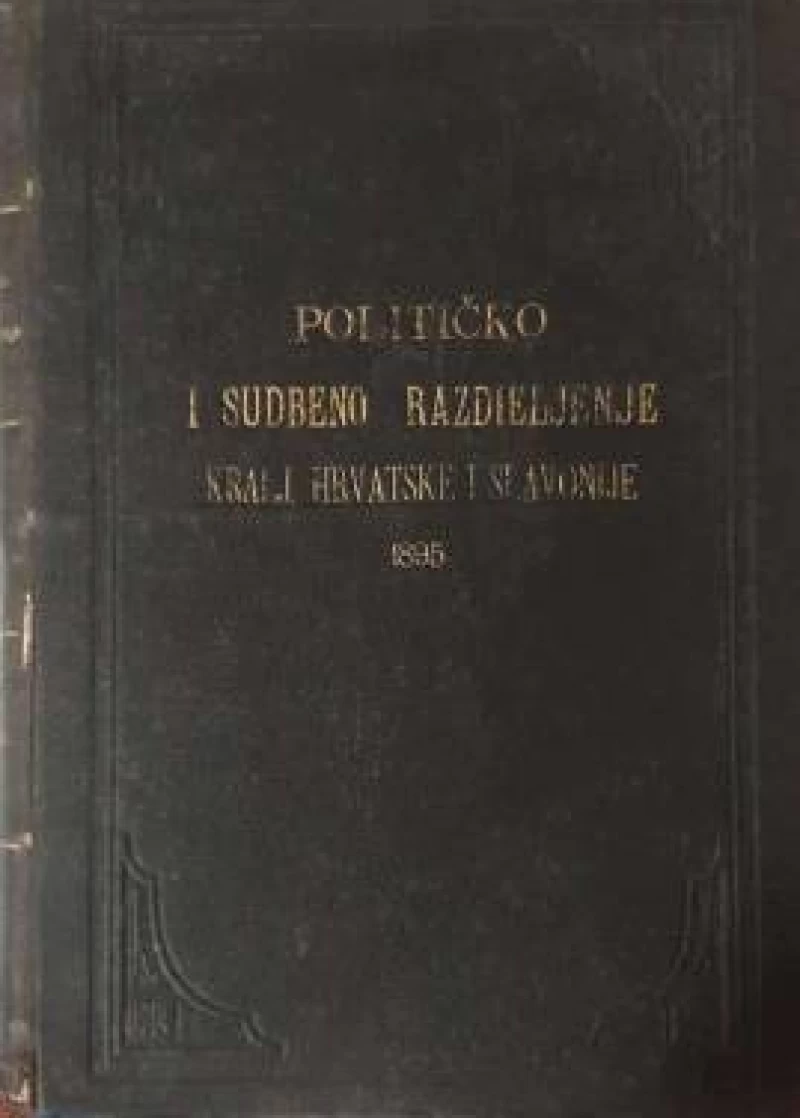 POLITIČKO
I SUDBENO RAZDIELJENJE
KRALJ. HRVATSKE I SLAVONIJE
1895